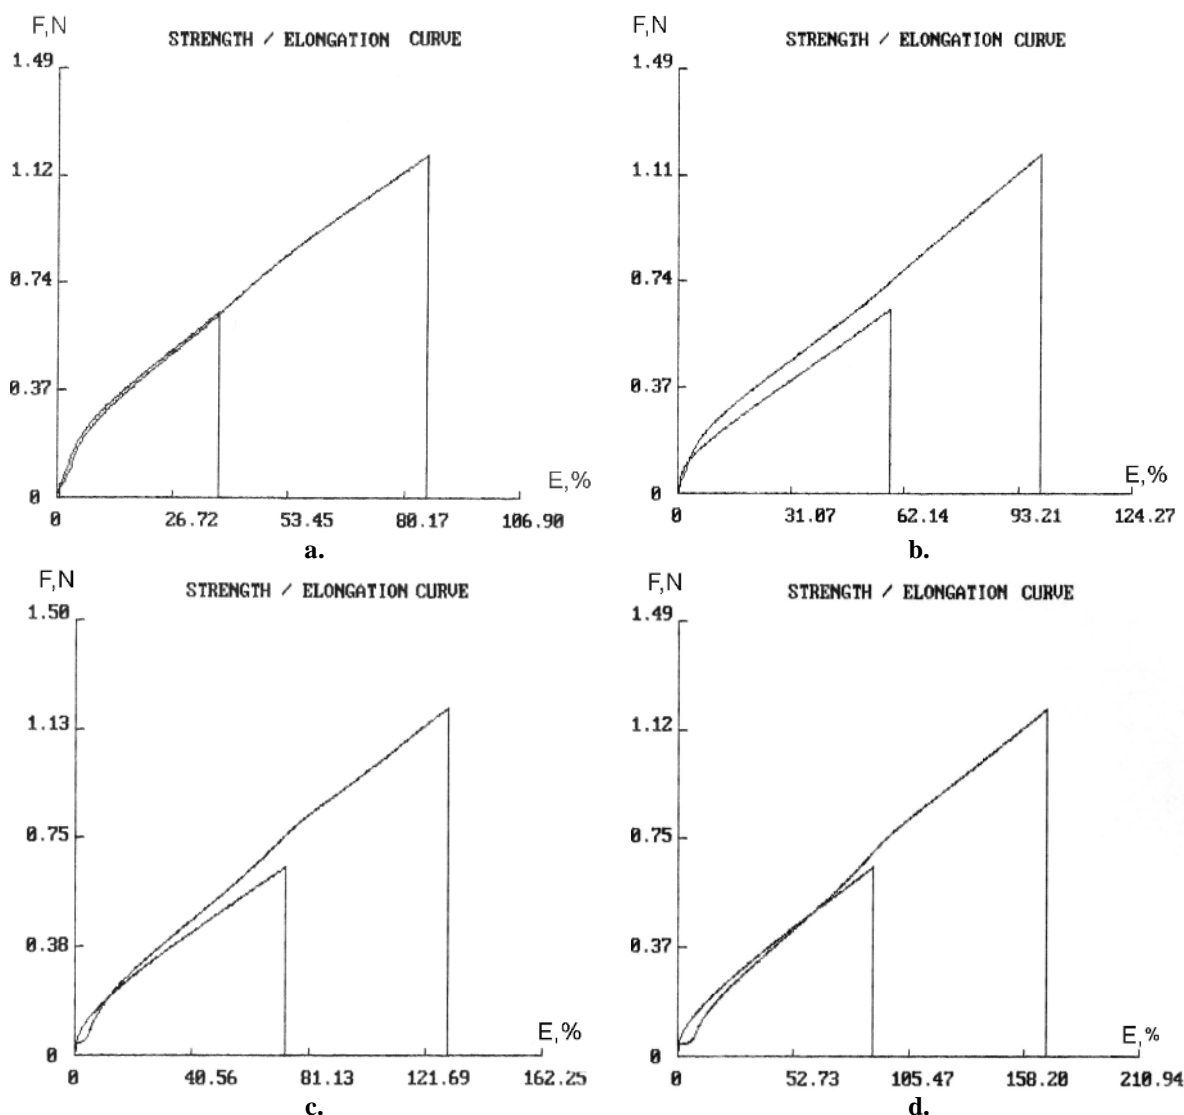 F,N
STRENGTH / ELONGATION CURVE
1.49
1.12
0.74
0.37
0
E,%
0 26.72 53.45 80.17 106.90
a.
F,N
STRENGTH / ELONGATION CURVE
1.49
1.11
0.74
0.37
0
E,%
0 31.07 62.14 93.21 124.27
b.
F,N
STRENGTH / ELONGATION CURVE
1.50
1.13
0.75
0.38
0
E,%
0 40.56 81.13 121.69 162.25
c.
F,N
STRENGTH / ELONGATION CURVE
1.49
1.12
0.75
0.37
0
E,%
0 52.73 105.47 158.20 210.94
d.